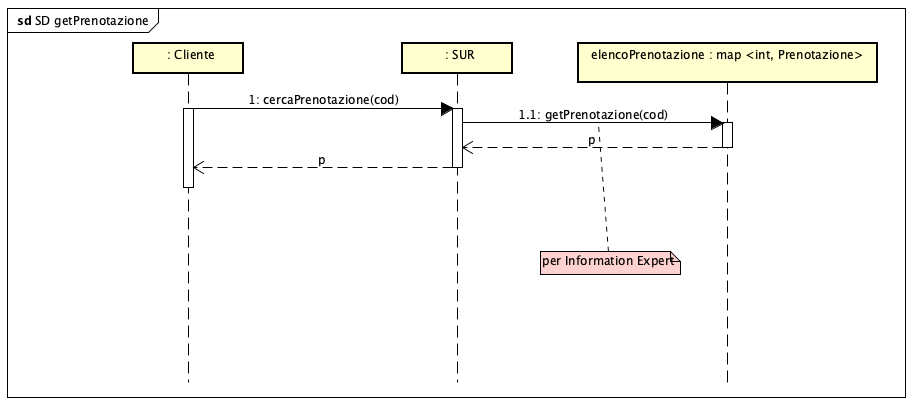 sd SD getPrenotazione
: Cliente
: SUR
elencoPrenotazione : map <int, Prenotazione>
1: cercaPrenotazione(cod)
1.1: getPrenotazione(cod)
p
p
per Information Expert